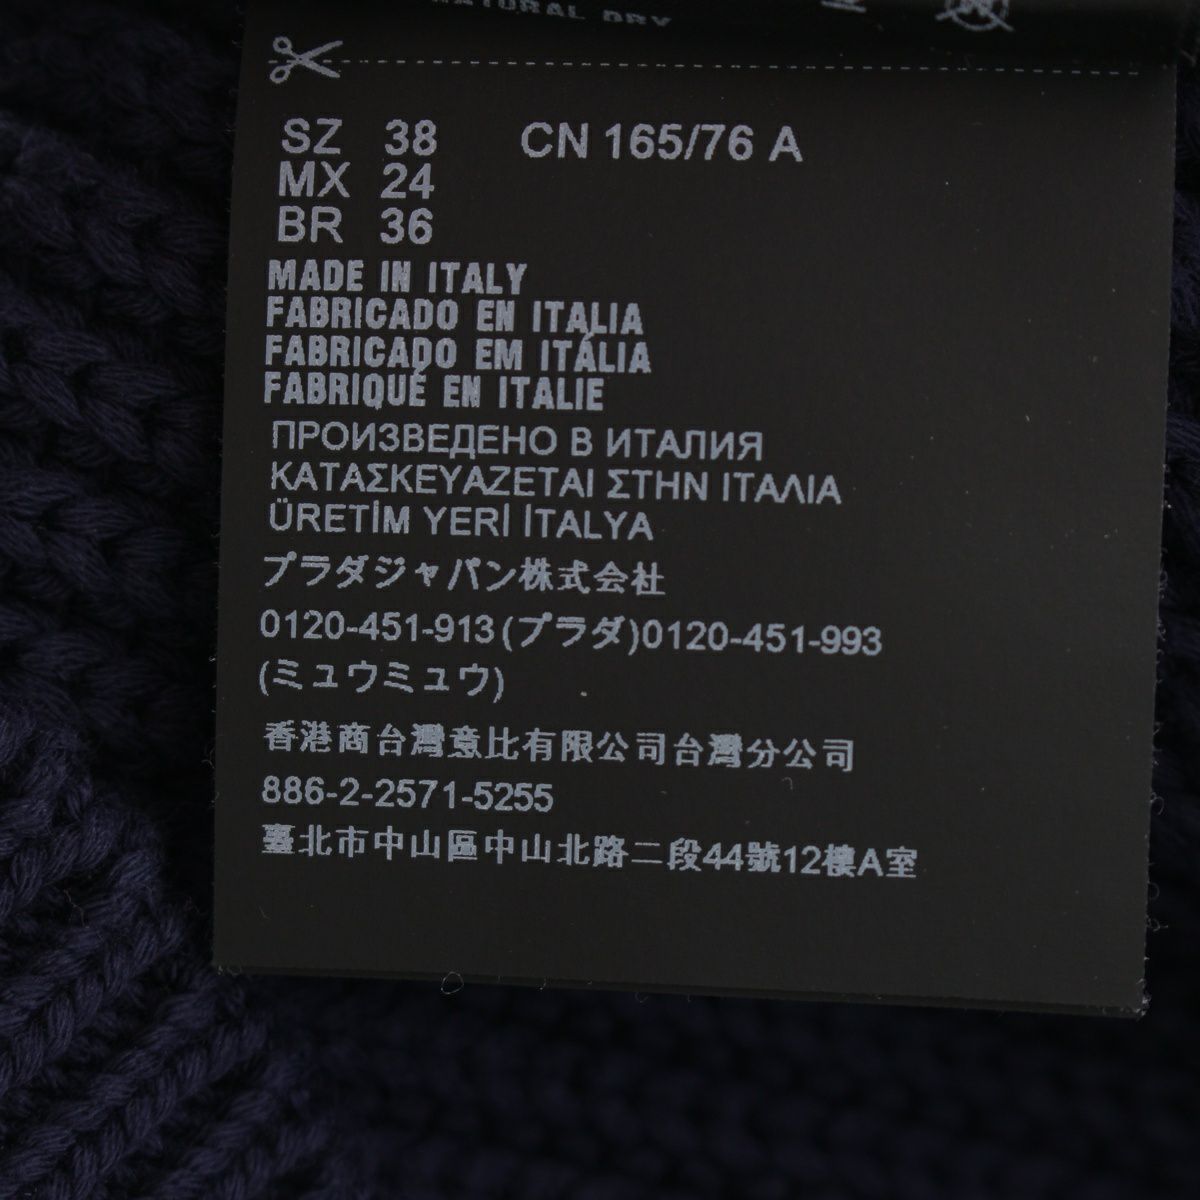 NATURAL DRY
SZ 38 CN 165/76 A
MX 24
BR 36
MADE IN ITALY
FABRICADO EN ITALIA
FABRICADO EM ITÁLIA
FABRIQUÉ EN ITALIE
ПРОИЗВЕДЕНО В ИТАЛИЯ
ΚΑΤΑΣΚΕΥΑΖΕΤΑΙ ΣΤΗΝ ΙΤΑΛΙΑ
ÜRETİM YERİ İTALYA
プラダジャパン株式会社
0120-451-913(プラダ)0120-451-993
(ミュウミュウ)
香港商台灣意比有限公司台灣分公司
886-2-2571-5255
臺北市中山區中山北路二段44號12樓A室